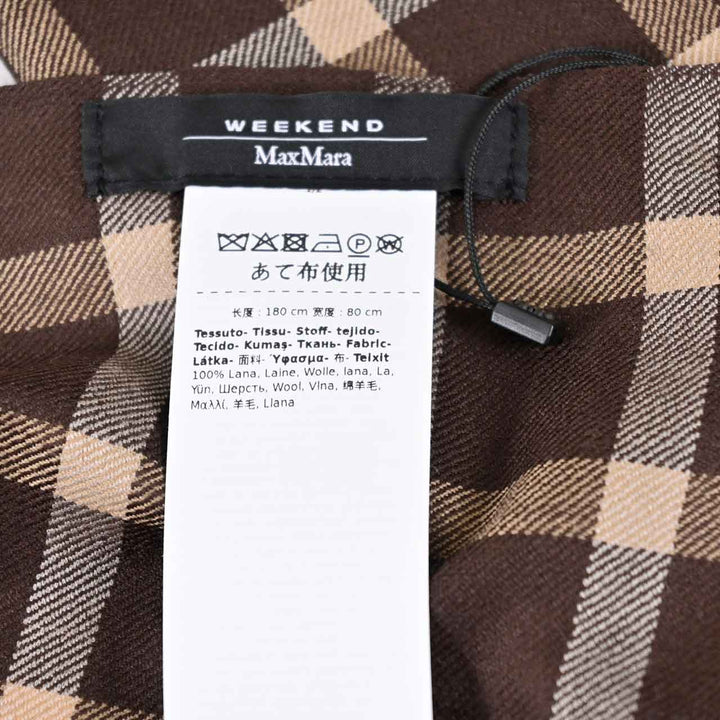 WEEKEND
MaxMara
P W
あて布使用
长度：180 cm 宽度：80 cm
Tessuto- Tissu- Stoff- tejido-
Tecido- Kumaş- Ткань- Fabric-
Látka- 面料- Ύφασμα- 布- Teixit
100% Lana, Laine, Wolle, lana, La,
Yün, Шерсть, Wool, Vlna, 绵羊毛,
Μαλλί, 羊毛, Llana